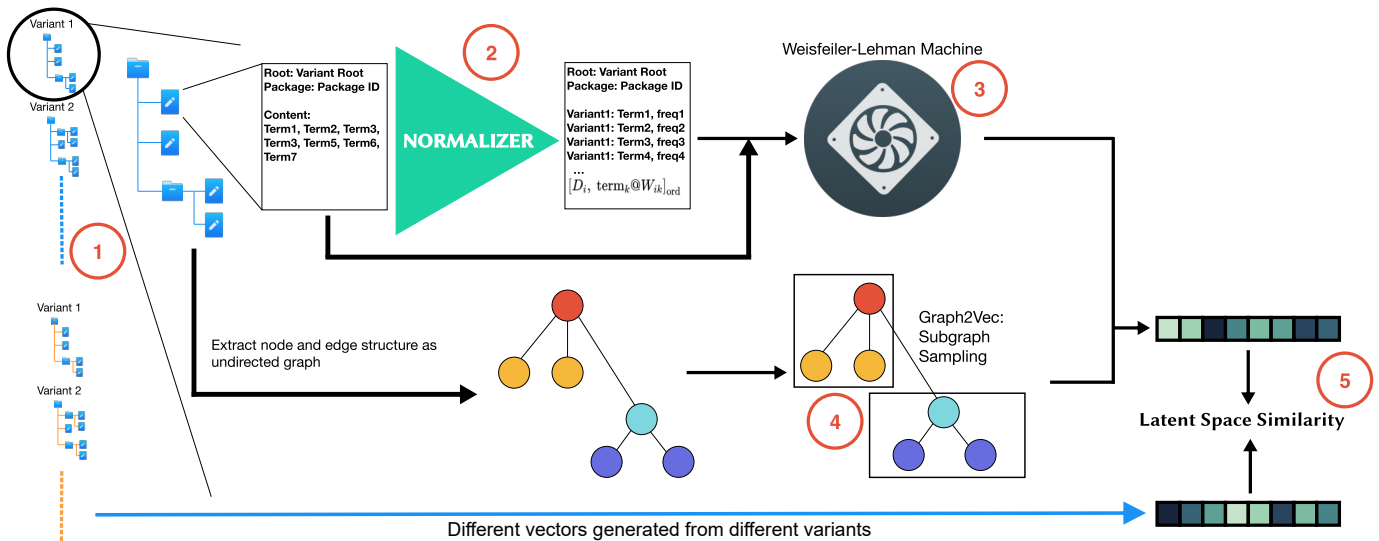 Variant 1
Variant 2
1
Variant 1
Variant 2
Root: Variant Root
Package: Package ID
Content:
Term1, Term2, Term3,
Term3, Term5, Term6,
Term7
2
NORMALIZER
Root: Variant Root
Package: Package ID
Variant1: Term1, freq1
Variant1: Term2, freq2
Variant1: Term3, freq3
Variant1: Term4, freq4
...
[D_i, term_k@W_{ik}]_{ord}
Weisfeiler-Lehman Machine
3
Extract node and edge structure as
undirected graph
Graph2Vec:
Subgraph
Sampling
4
5
Latent Space Similarity
Different vectors generated from different variants